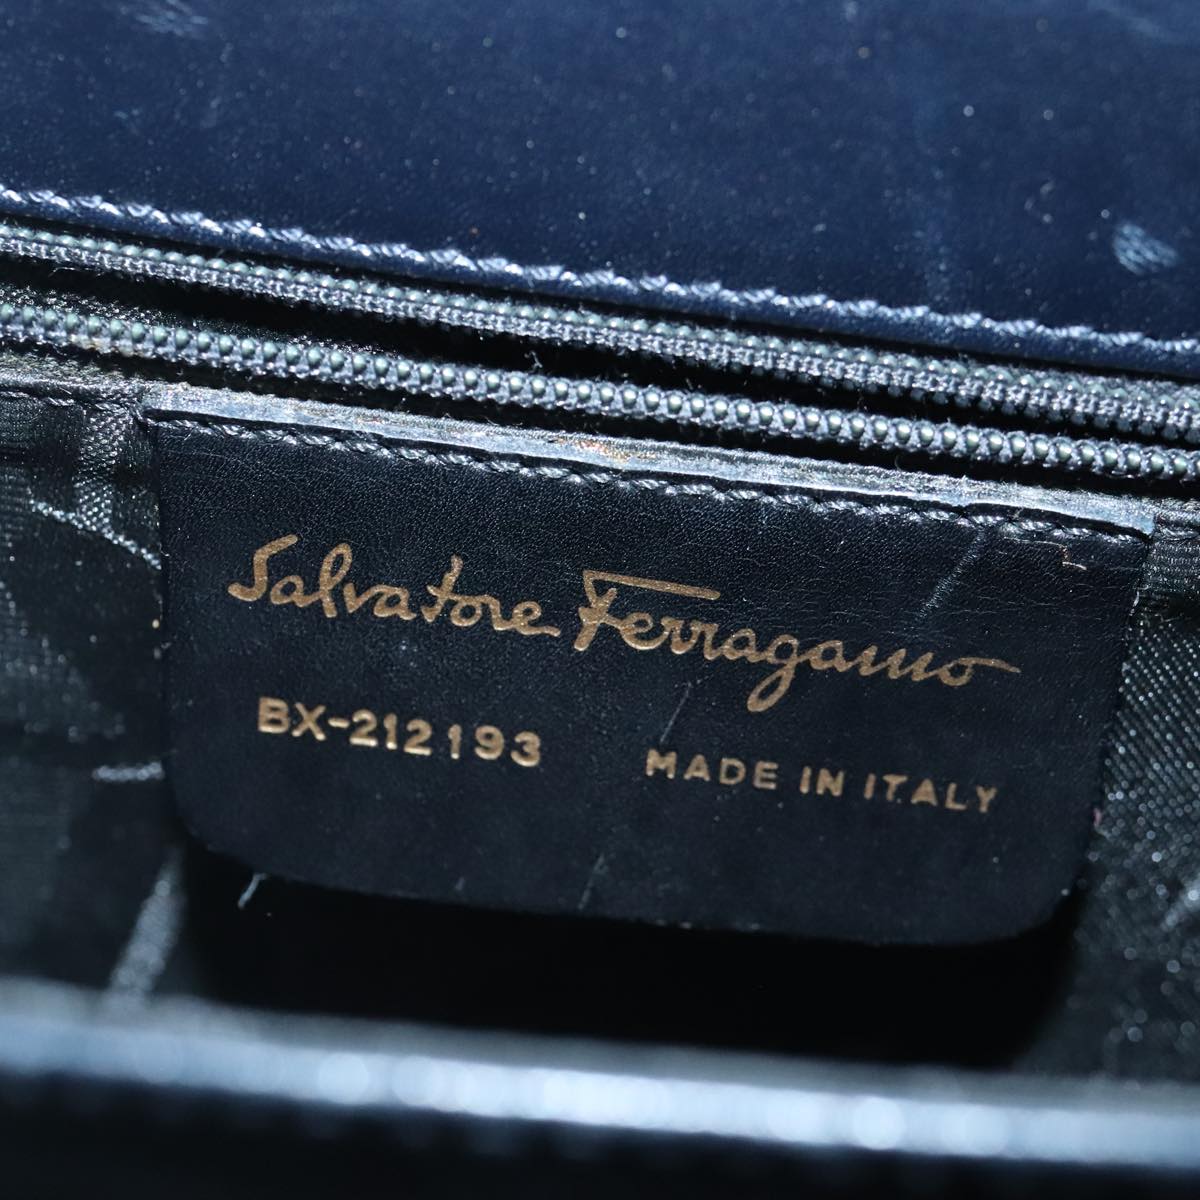 Salvatore Ferragamo
BX-212193 MADE IN ITALY